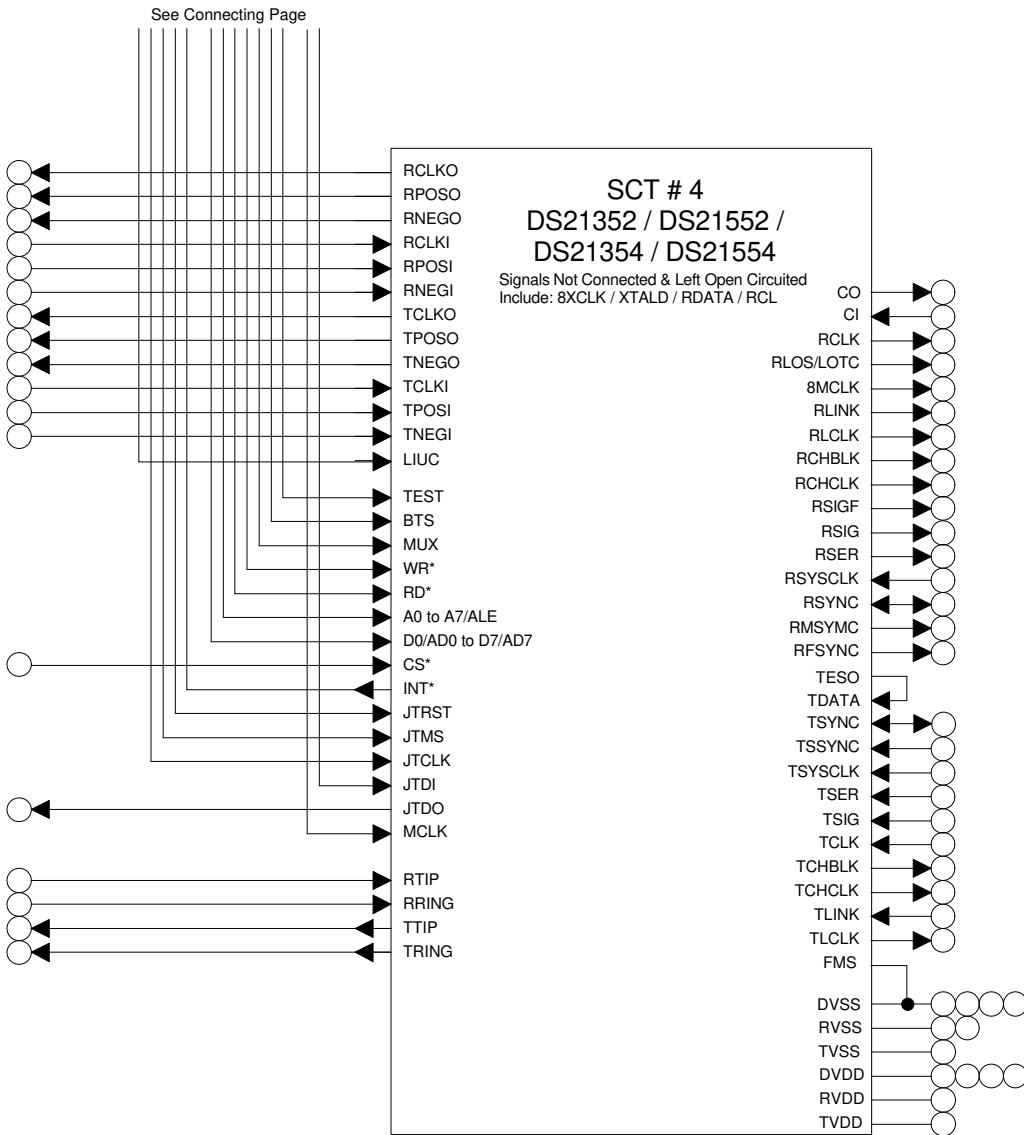 See Connecting Page
SCT # 4
DS21352 / DS21552 /
DS21354 / DS21554
Signals Not Connected & Left Open Circuited
Include: 8XCLK / XTALD / RDATA / RCL
RCLKO
RPOSO
RNEGO
RCLKI
RPOSI
RNEGI
TCLKO
TPOSO
TNEGO
TCLKI
TPOSI
TNEGI
LIUC
TEST
BTS
MUX
WR*
RD*
A0 to A7/ALE
D0/AD0 to D7/AD7
CS*
INT*
JTRST
JTMS
JTCLK
JTDI
JTDO
MCLK
RTIP
RRING
TTIP
TRING
CO
CI
RCLK
RLOS/LOTC
8MCLK
RLINK
RLCLK
RCHBLK
RCHCLK
RSIGF
RSIG
RSER
RSYSCLK
RSYNC
RMSYMC
RFSYNC
TESO
TDATA
TSYNC
TSSYNC
TSYSCLK
TSER
TSIG
TCLK
TCHBLK
TCHCLK
TLINK
TLCLK
FMS
DVSS
RVSS
TVSS
DVDD
RVDD
TVDD